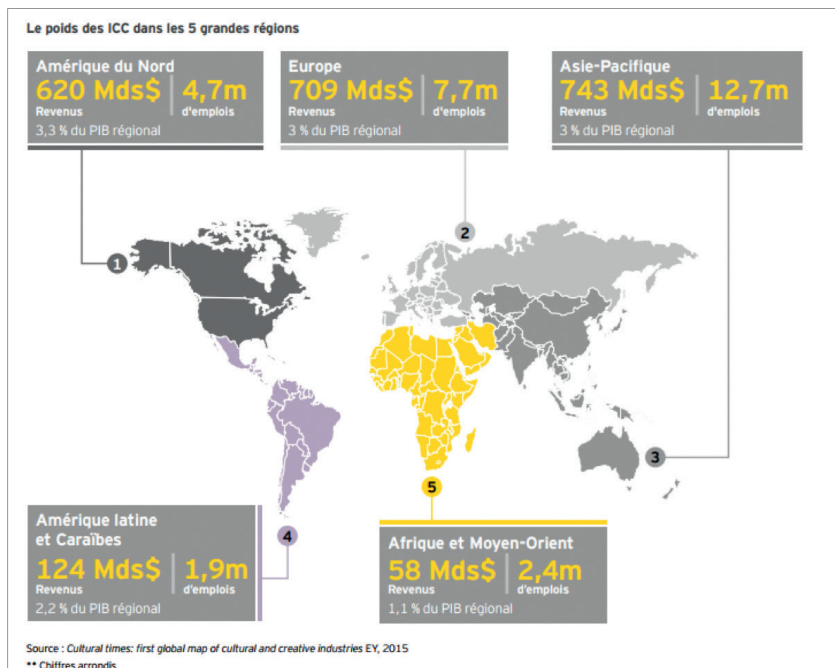 Le poids des ICC dans les 5 grandes régions
Amérique du Nord
620 Mds$ 4,7m
Revenus d'emplois
3,3 % du PIB régional
Europe
709 Mds$ 7,7m
Revenus d'emplois
3 % du PIB régional
Asie-Pacifique
743 Mds$ 12,7m
Revenus d'emplois
3 % du PIB régional
1
2
3
4
5
Amérique latine
et Caraïbes
124 Mds$ 1,9m
Revenus d'emplois
2,2 % du PIB régional
Afrique et Moyen-Orient
58 Mds$ 2,4m
Revenus d'emplois
1,1 % du PIB régional
Source : Cultural times: first global map of cultural and creative industries EY, 2015
** Chiffres arrondis